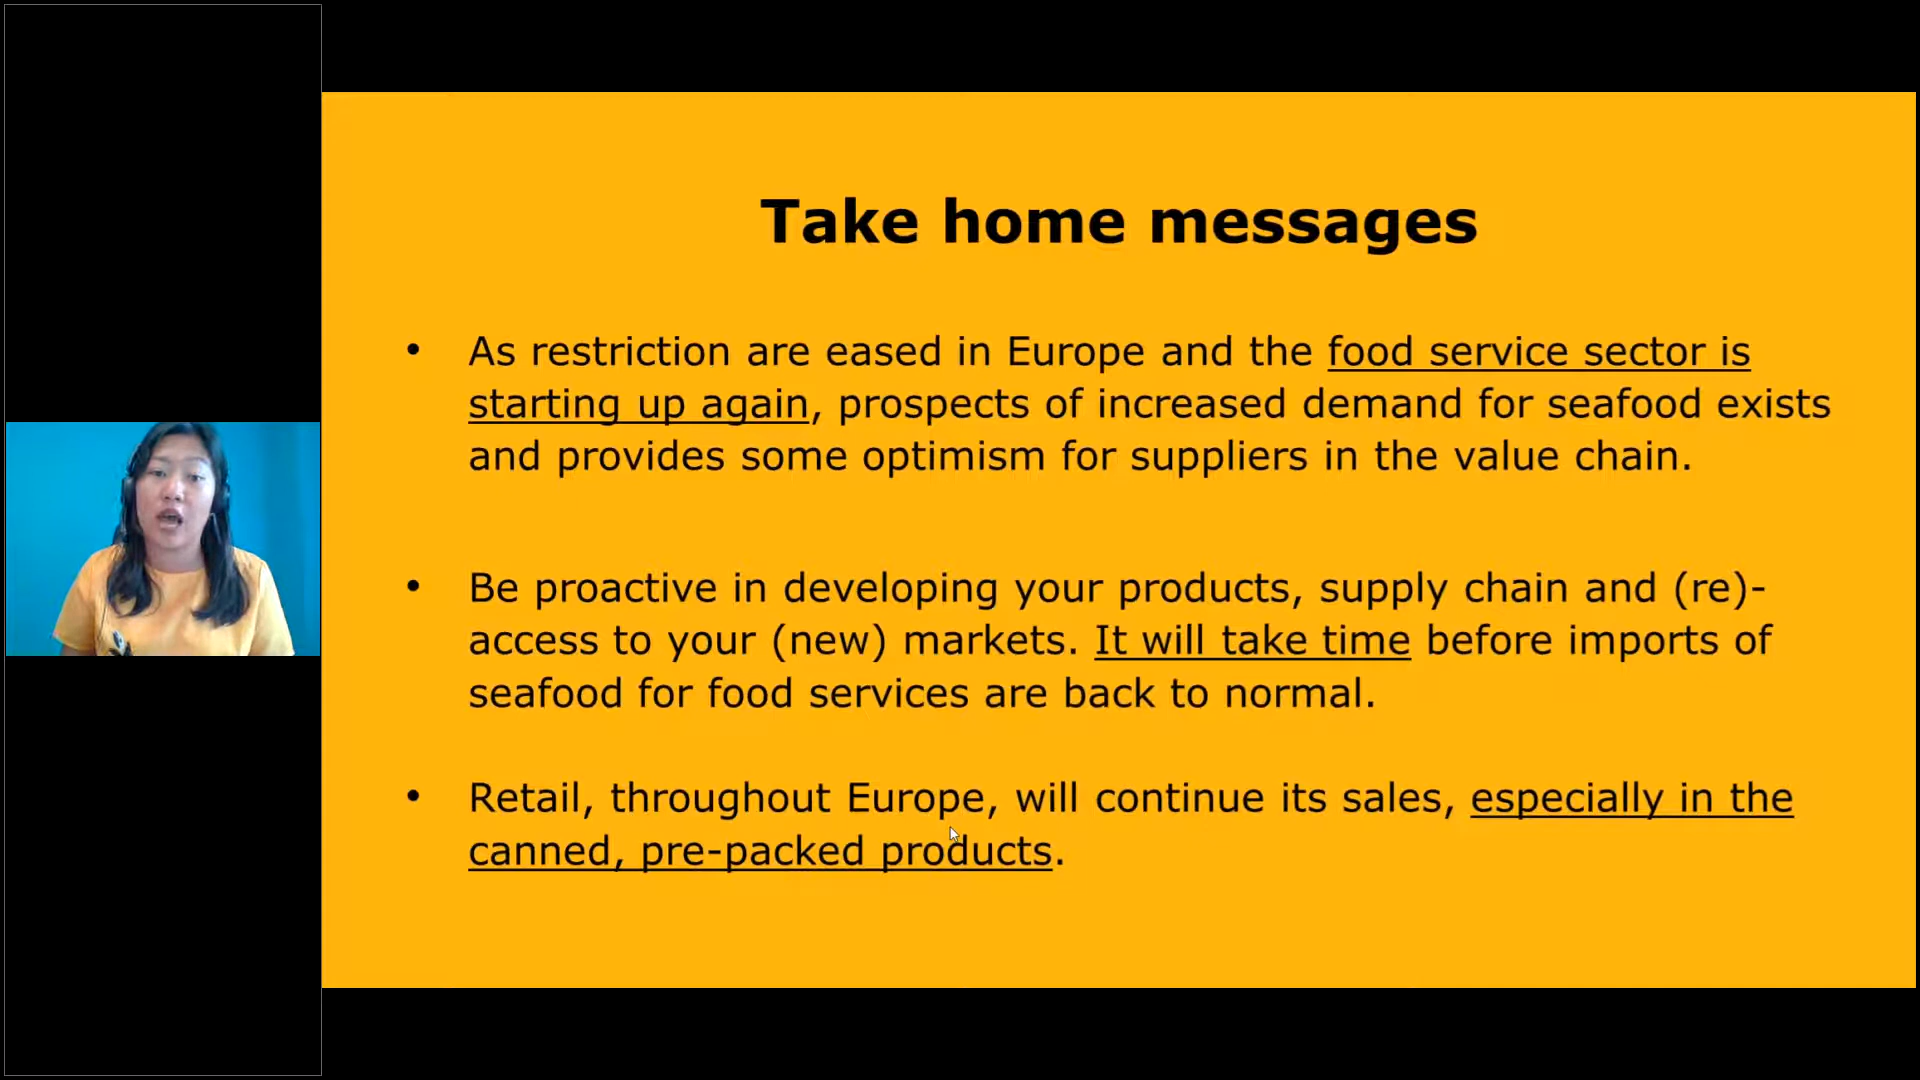 Take home messages
• As restriction are eased in Europe and the food service sector is
starting up again, prospects of increased demand for seafood exists
and provides some optimism for suppliers in the value chain.
• Be proactive in developing your products, supply chain and (re)-
access to your (new) markets. It will take time before imports of
seafood for food services are back to normal.
• Retail, throughout Europe, will continue its sales, especially in the
canned, pre-packed products.